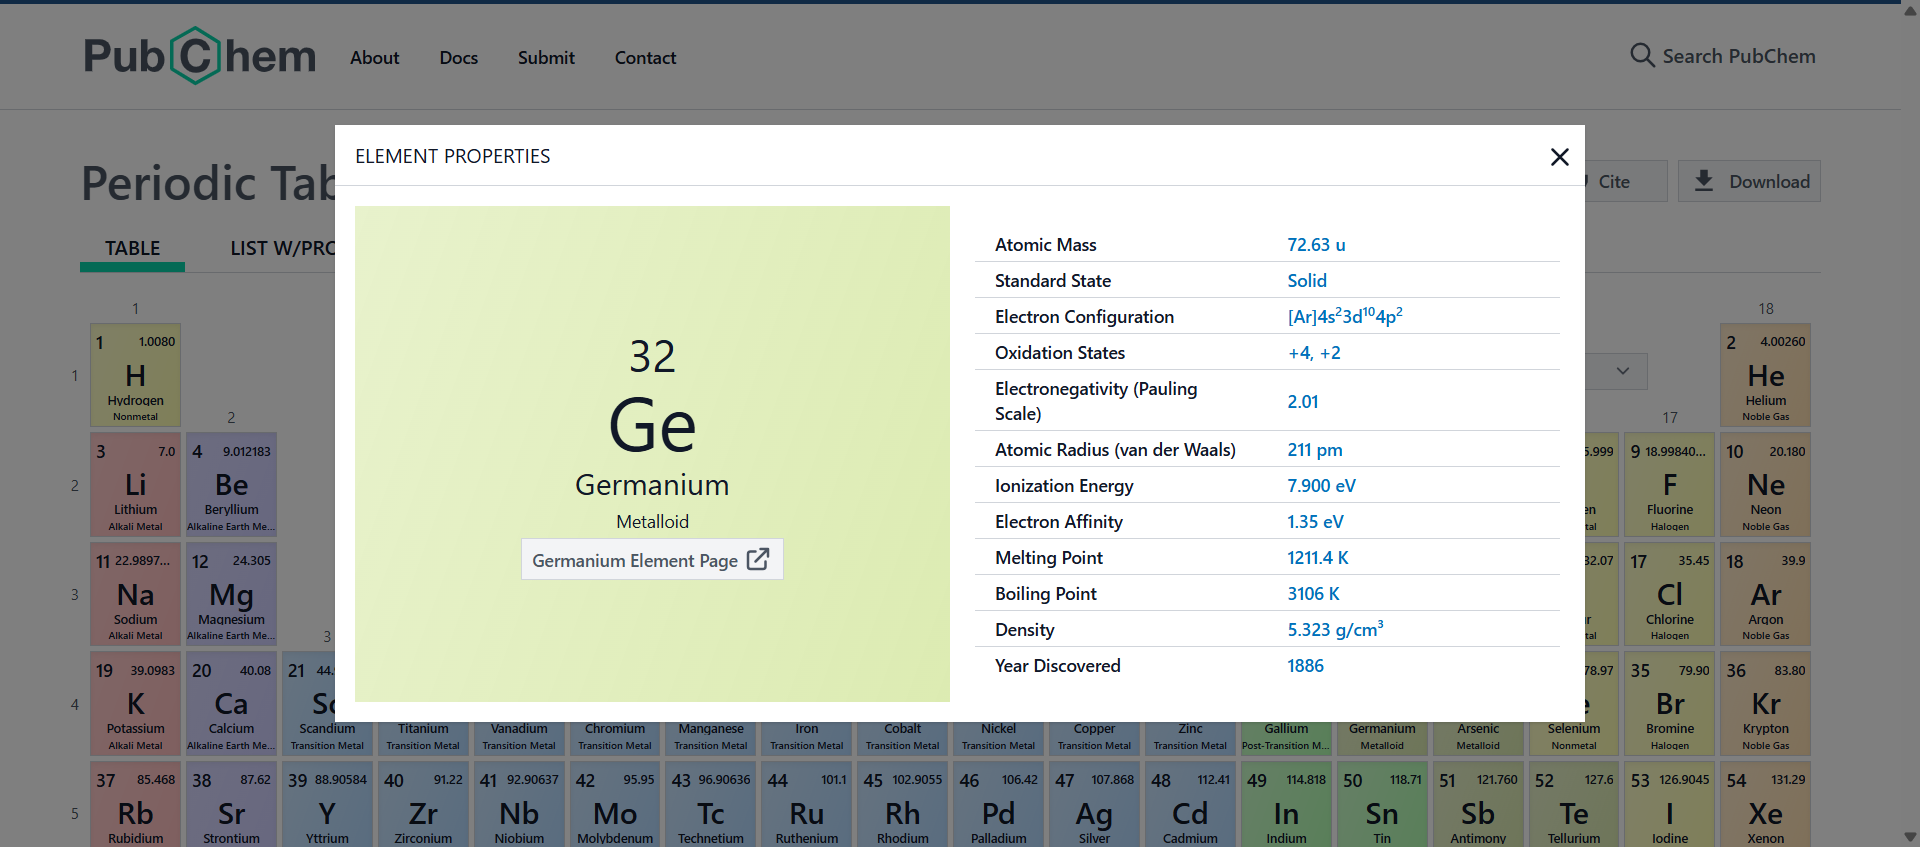 PubChem About Docs Submit Contact Search PubChem
ELEMENT PROPERTIES
Periodic Tab
Cite Download
TABLE LIST W/PRO
32
Ge
Germanium
Metalloid
Germanium Element Page
Atomic Mass 72.63 u
Standard State Solid
Electron Configuration [Ar]4s²3d¹⁰4p²
Oxidation States +4, +2
Electronegativity (Pauling
Scale) 2.01
Atomic Radius (van der Waals) 211 pm
Ionization Energy 7.900 eV
Electron Affinity 1.35 eV
Melting Point 1211.4 K
Boiling Point 3106 K
Density 5.323 g/cm³
Year Discovered 1886
1 18
1 1.0080 2 4.00260
1 H He
Hydrogen Helium
Nonmetal Noble Gas
2 17
3 7.0 4 9.012183 5.999 9 18.99840... 10 20.180
2 Li Be F Ne
Lithium Beryllium en Fluorine Neon
Alkali Metal Alkaline Earth Me... tal Halogen Noble Gas
11 22.9897... 12 24.305 32.07 17 35.45 18 39.9
3 Na Mg Cl Ar
Sodium Magnesium r Chlorine Argon
Alkali Metal Alkaline Earth Me... tal Halogen Noble Gas
3
19 39.0983 20 40.08 21 44. 78.97 35 79.90 36 83.80
4 K Ca Sc e Br Kr
Potassium Calcium Scandium Titanium Vanadium Chromium Manganese Iron Cobalt Nickel Copper Zinc Gallium Germanium Arsenic Selenium Bromine Krypton
Alkali Metal Alkaline Earth Me... Transition Metal Transition Metal Transition Metal Transition Metal Transition Metal Transition Metal Transition Metal Transition Metal Transition Metal Transition Metal Post-Transition M... Metalloid Metalloid Nonmetal Halogen Noble Gas
37 85.468 38 87.62 39 88.90584 40 91.22 41 92.90637 42 95.95 43 96.90636 44 101.1 45 102.9055 46 106.42 47 107.868 48 112.41 49 114.818 50 118.71 51 121.760 52 127.6 53 126.9045 54 131.29
5 Rb Sr Y Zr Nb Mo Tc Ru Rh Pd Ag Cd In Sn Sb Te I Xe
Rubidium Strontium Yttrium Zirconium Niobium Molybdenum Technetium Ruthenium Rhodium Palladium Silver Cadmium Indium Tin Antimony Tellurium Iodine Xenon